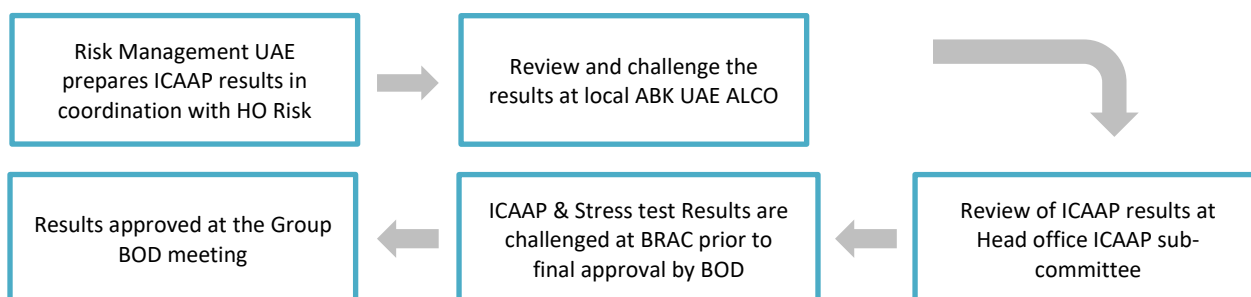 Risk Management UAE
prepares ICAAP results in
coordination with HO Risk
Review and challenge the
results at local ABK UAE ALCO
Review of ICAAP results at
Head office ICAAP sub-
committee
ICAAP & Stress test Results are
challenged at BRAC prior to
final approval by BOD
Results approved at the Group
BOD meeting